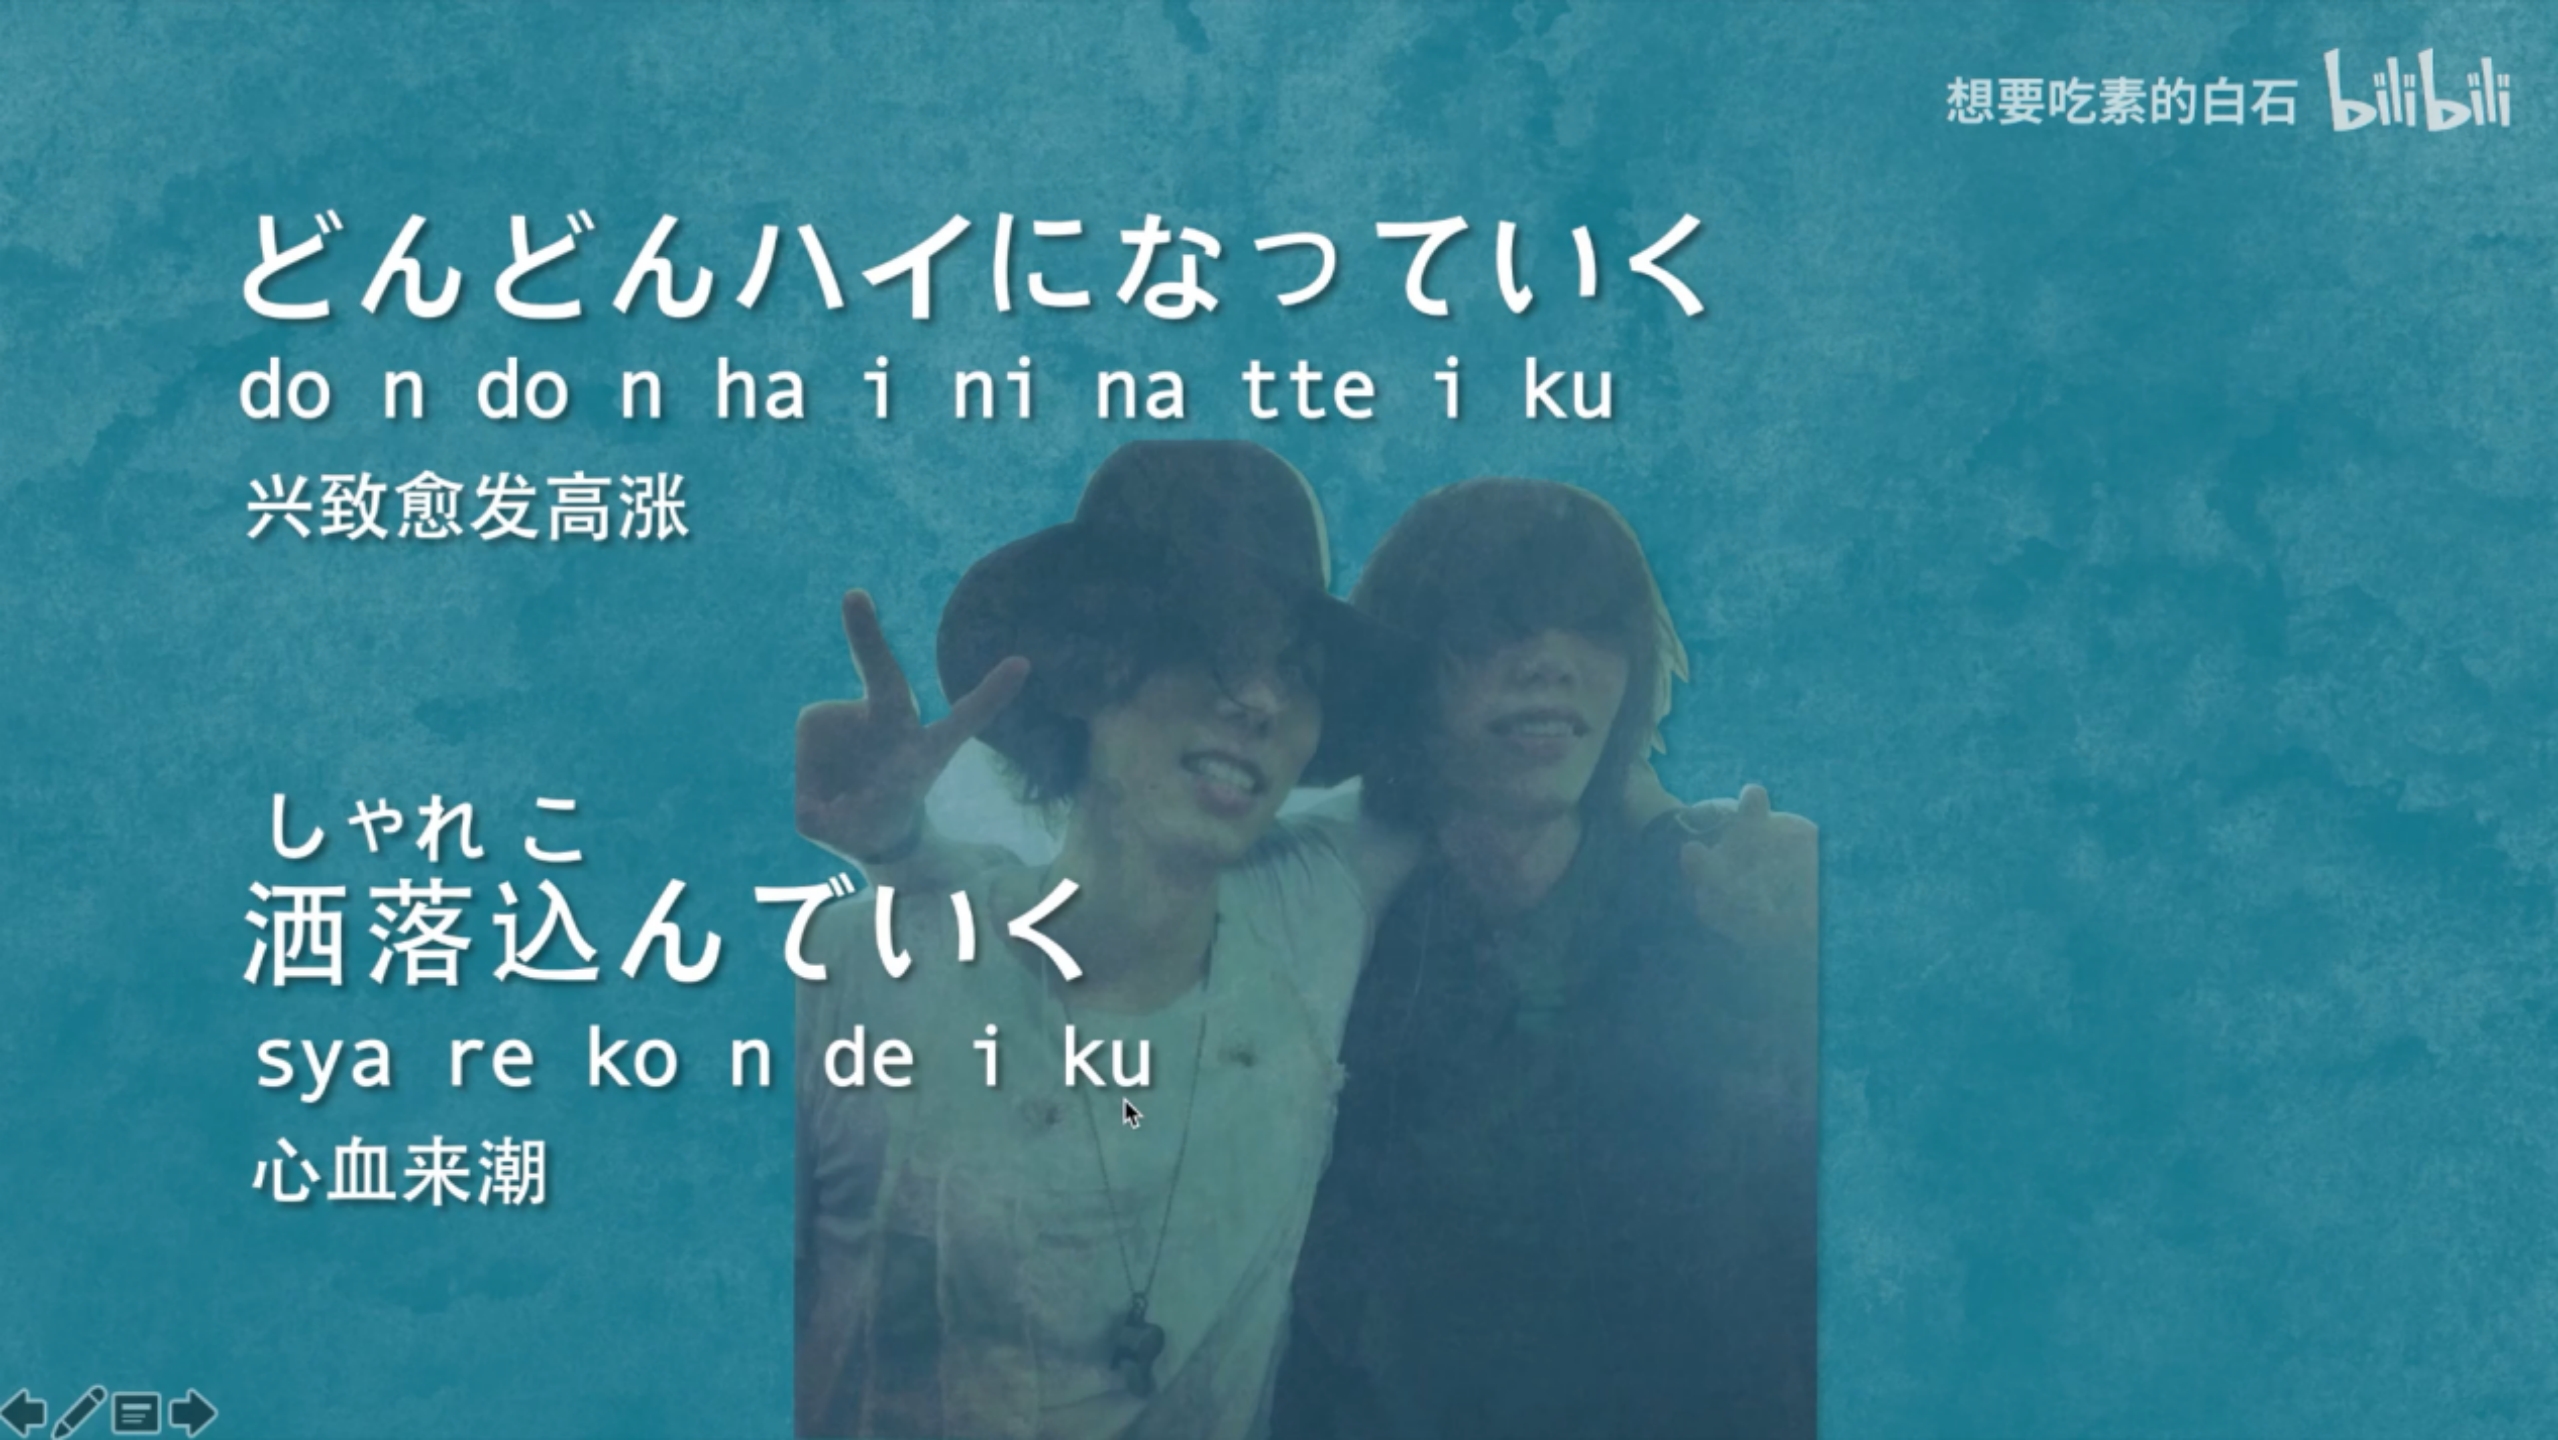 想要吃素的白石 bilibili
どんどんハイになっていく
do n do n ha i ni na tte i ku
兴致愈发高涨
しゃれ こ
洒落込んでいく
sya re ko n de i ku
心血来潮